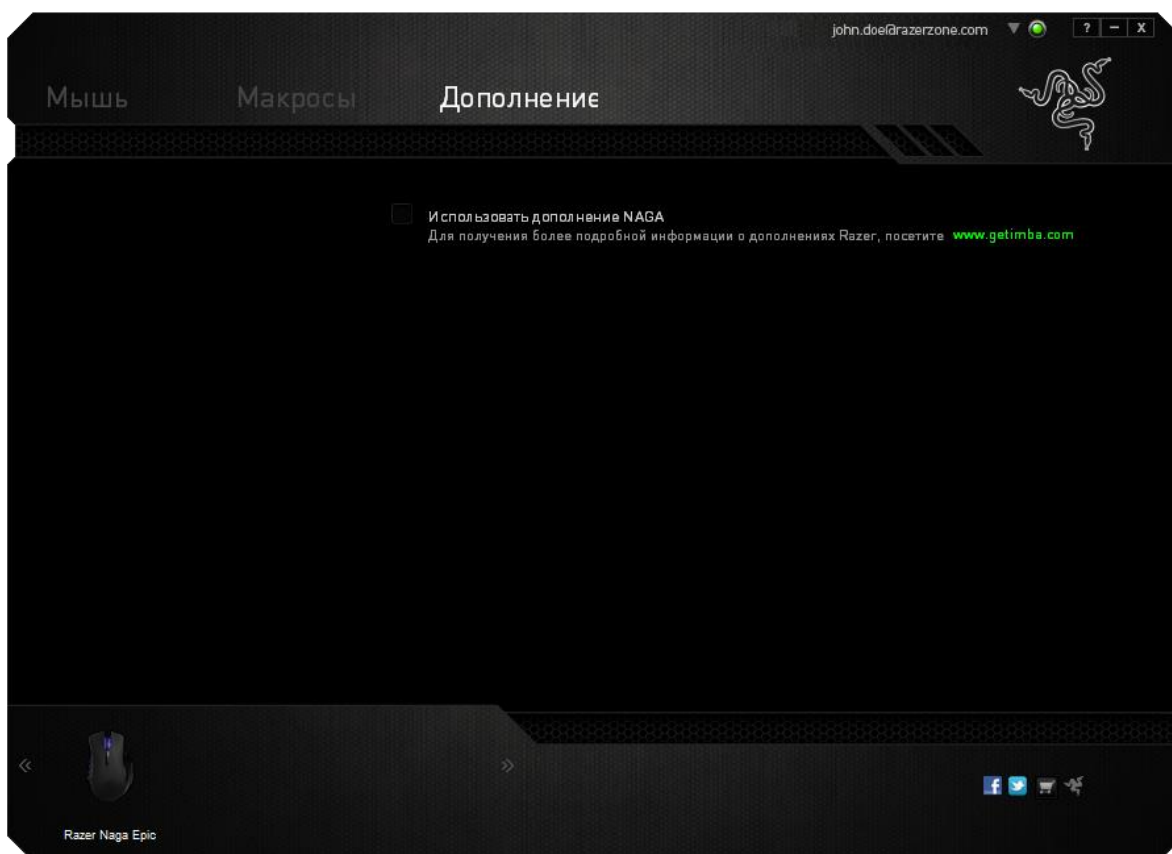 john.doe@razerzone.com
? – X
Мышь Макросы Дополнение
Использовать дополнение NAGA
Для получения более подробной информации о дополнениях Razer, посетите www.getimba.com
Razer Naga Epic